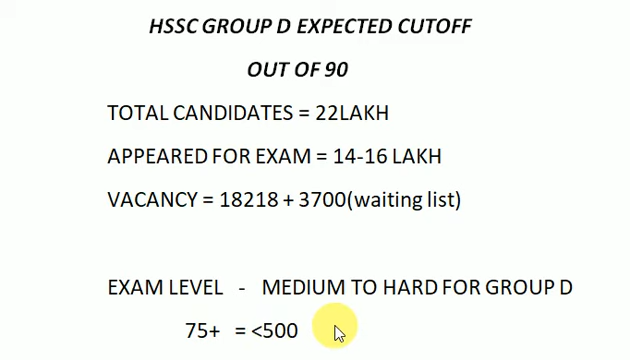 HSSC GROUP D EXPECTED CUTOFF
OUT OF 90
TOTAL CANDIDATES = 22LAKH
APPEARED FOR EXAM = 14-16 LAKH
VACANCY = 18218 + 3700(waiting list)
EXAM LEVEL - MEDIUM TO HARD FOR GROUP D
75+ = <500